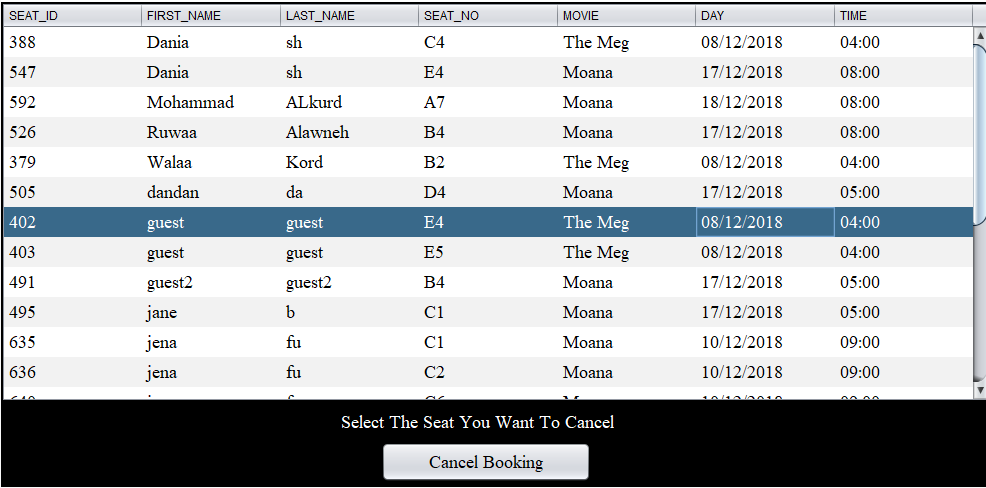 SEAT_ID FIRST_NAME LAST_NAME SEAT_NO MOVIE DAY TIME
388 Dania sh C4 The Meg 08/12/2018 04:00
547 Dania sh E4 Moana 17/12/2018 08:00
592 Mohammad ALkurd A7 Moana 18/12/2018 08:00
526 Ruwaa Alawneh B4 Moana 17/12/2018 08:00
379 Walaa Kord B2 The Meg 08/12/2018 04:00
505 dandan da D4 Moana 17/12/2018 05:00
402 guest guest E4 The Meg 08/12/2018 04:00
403 guest guest E5 The Meg 08/12/2018 04:00
491 guest2 guest2 B4 Moana 17/12/2018 05:00
495 jane b C1 Moana 17/12/2018 05:00
635 jena fu C1 Moana 10/12/2018 09:00
636 jena fu C2 Moana 10/12/2018 09:00
Select The Seat You Want To Cancel
Cancel Booking